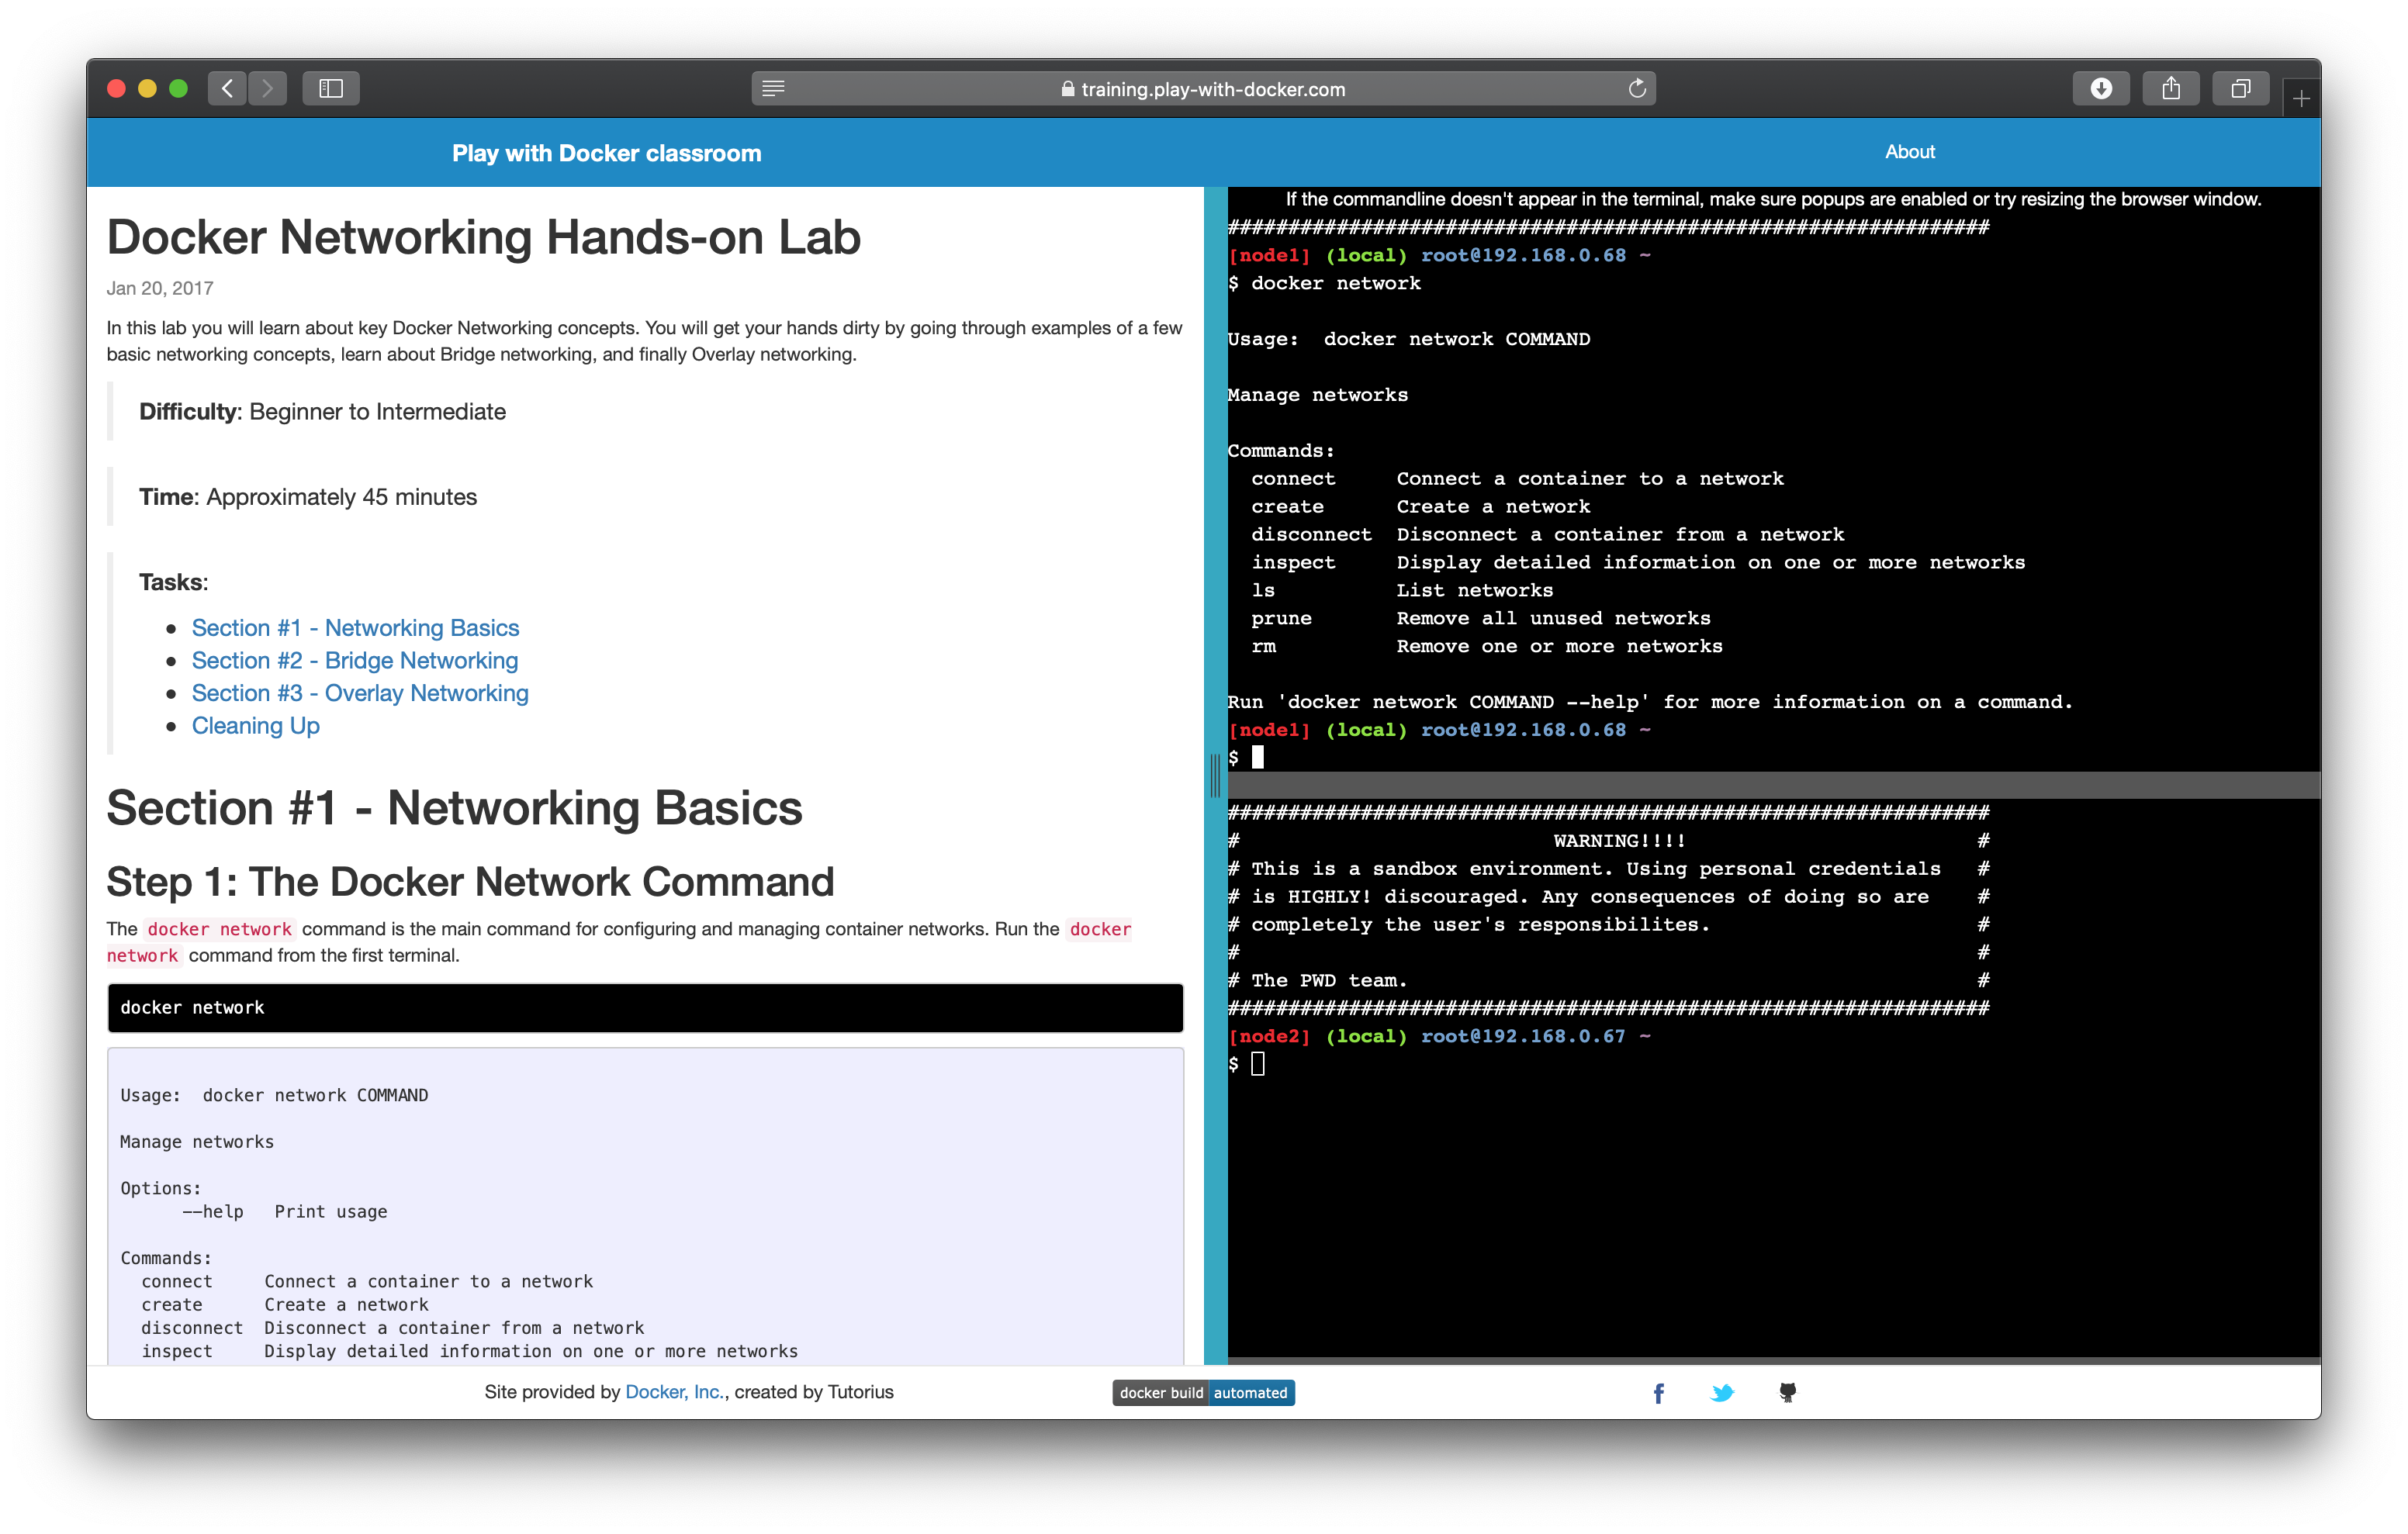 training.play-with-docker.com
Play with Docker classroom
About
Docker Networking Hands-on Lab
Jan 20, 2017
In this lab you will learn about key Docker Networking concepts. You will get your hands dirty by going through examples of a few
basic networking concepts, learn about Bridge networking, and finally Overlay networking.
Difficulty: Beginner to Intermediate
Time: Approximately 45 minutes
Tasks:
• Section #1 - Networking Basics
• Section #2 - Bridge Networking
• Section #3 - Overlay Networking
• Cleaning Up
Section #1 - Networking Basics
Step 1: The Docker Network Command
The docker network command is the main command for configuring and managing container networks. Run the docker
network command from the first terminal.
docker network
Usage:  docker network COMMAND
Manage networks
Options:
      --help   Print usage
Commands:
  connect     Connect a container to a network
  create      Create a network
  disconnect  Disconnect a container from a network
  inspect     Display detailed information on one or more networks
If the commandline doesn't appear in the terminal, make sure popups are enabled or try resizing the browser window.
###############################################################
[node1] (local) root@192.168.0.68 ~
$ docker network
Usage:  docker network COMMAND
Manage networks
Commands:
  connect     Connect a container to a network
  create      Create a network
  disconnect  Disconnect a container from a network
  inspect     Display detailed information on one or more networks
  ls          List networks
  prune       Remove all unused networks
  rm          Remove one or more networks
Run 'docker network COMMAND --help' for more information on a command.
[node1] (local) root@192.168.0.68 ~
$
###############################################################
#                          WARNING!!!!                        #
# This is a sandbox environment. Using personal credentials   #
# is HIGHLY! discouraged. Any consequences of doing so are    #
# completely the user's responsibilites.                      #
#                                                             #
# The PWD team.                                               #
###############################################################
[node2] (local) root@192.168.0.67 ~
$
Site provided by Docker, Inc., created by Tutorius
docker build automated